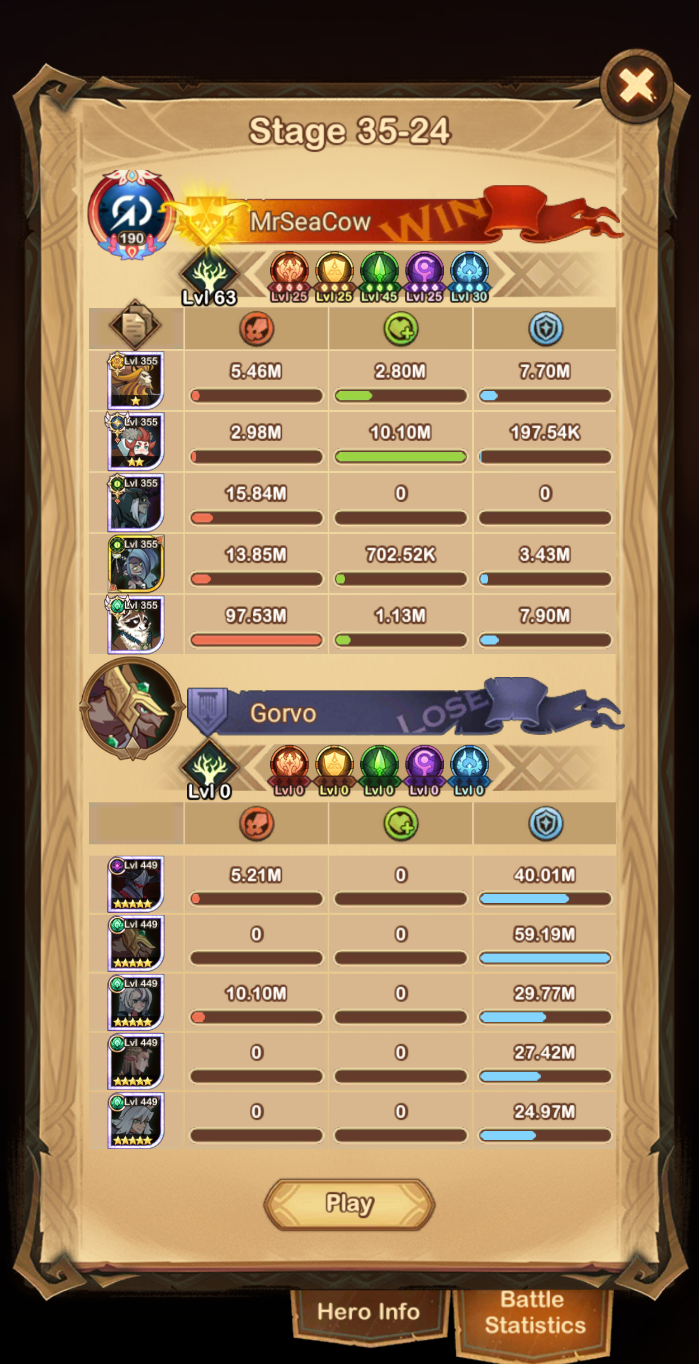 Stage 35-24
190
MrSeaCow
WIN
Lvl 63
Lvl 25 Lvl 25 Lvl 45 Lvl 25 Lvl 30
Lvl 355
5.46M 2.80M 7.70M
Lvl 355
2.98M 10.10M 197.54K
Lvl 355
15.84M 0 0
Lvl 355
13.85M 702.52K 3.43M
Lvl 355
97.53M 1.13M 7.90M
Gorvo
LOSE
Lvl 0
Lvl 0 Lvl 0 Lvl 0 Lvl 0 Lvl 0
Lvl 449
5.21M 0 40.01M
Lvl 449
0 0 59.19M
Lvl 449
10.10M 0 29.77M
Lvl 449
0 0 27.42M
Lvl 449
0 0 24.97M
Play
Hero Info
Battle
Statistics